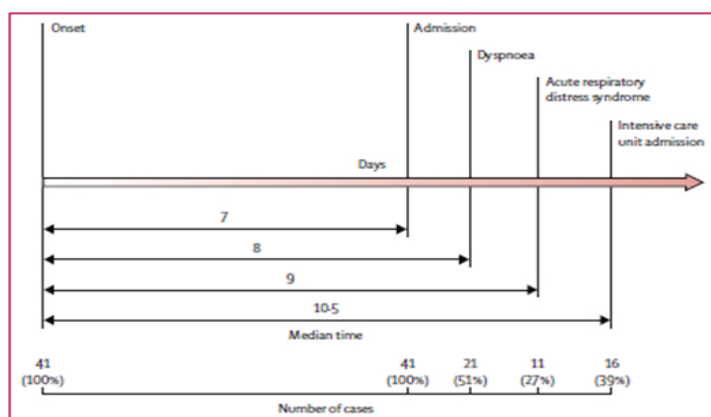 Onset
Admission
Dyspnoea
Acute respiratory
distress syndrome
Intensive care
unit admission
Days
7
8
9
10·5
Median time
41 41 21 11 16
(100%) (100%) (51%) (27%) (39%)
Number of cases